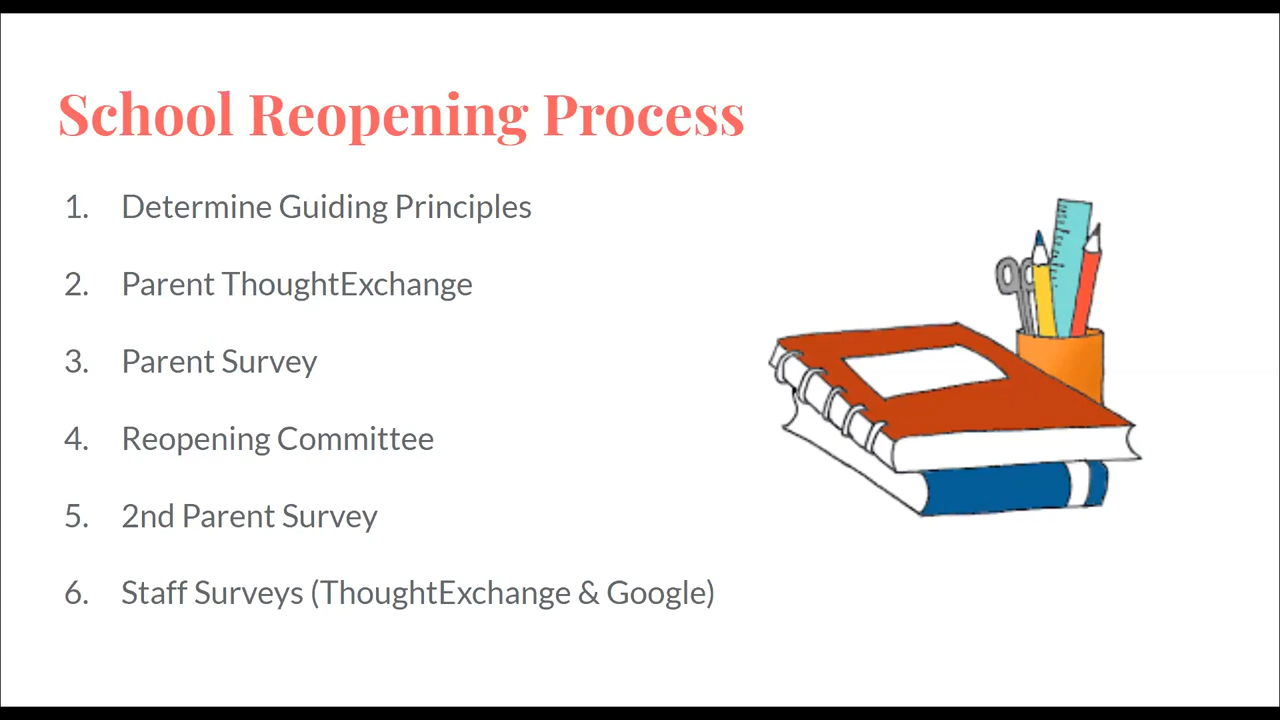 School Reopening Process
1. Determine Guiding Principles
2. Parent ThoughtExchange
3. Parent Survey
4. Reopening Committee
5. 2nd Parent Survey
6. Staff Surveys (ThoughtExchange & Google)